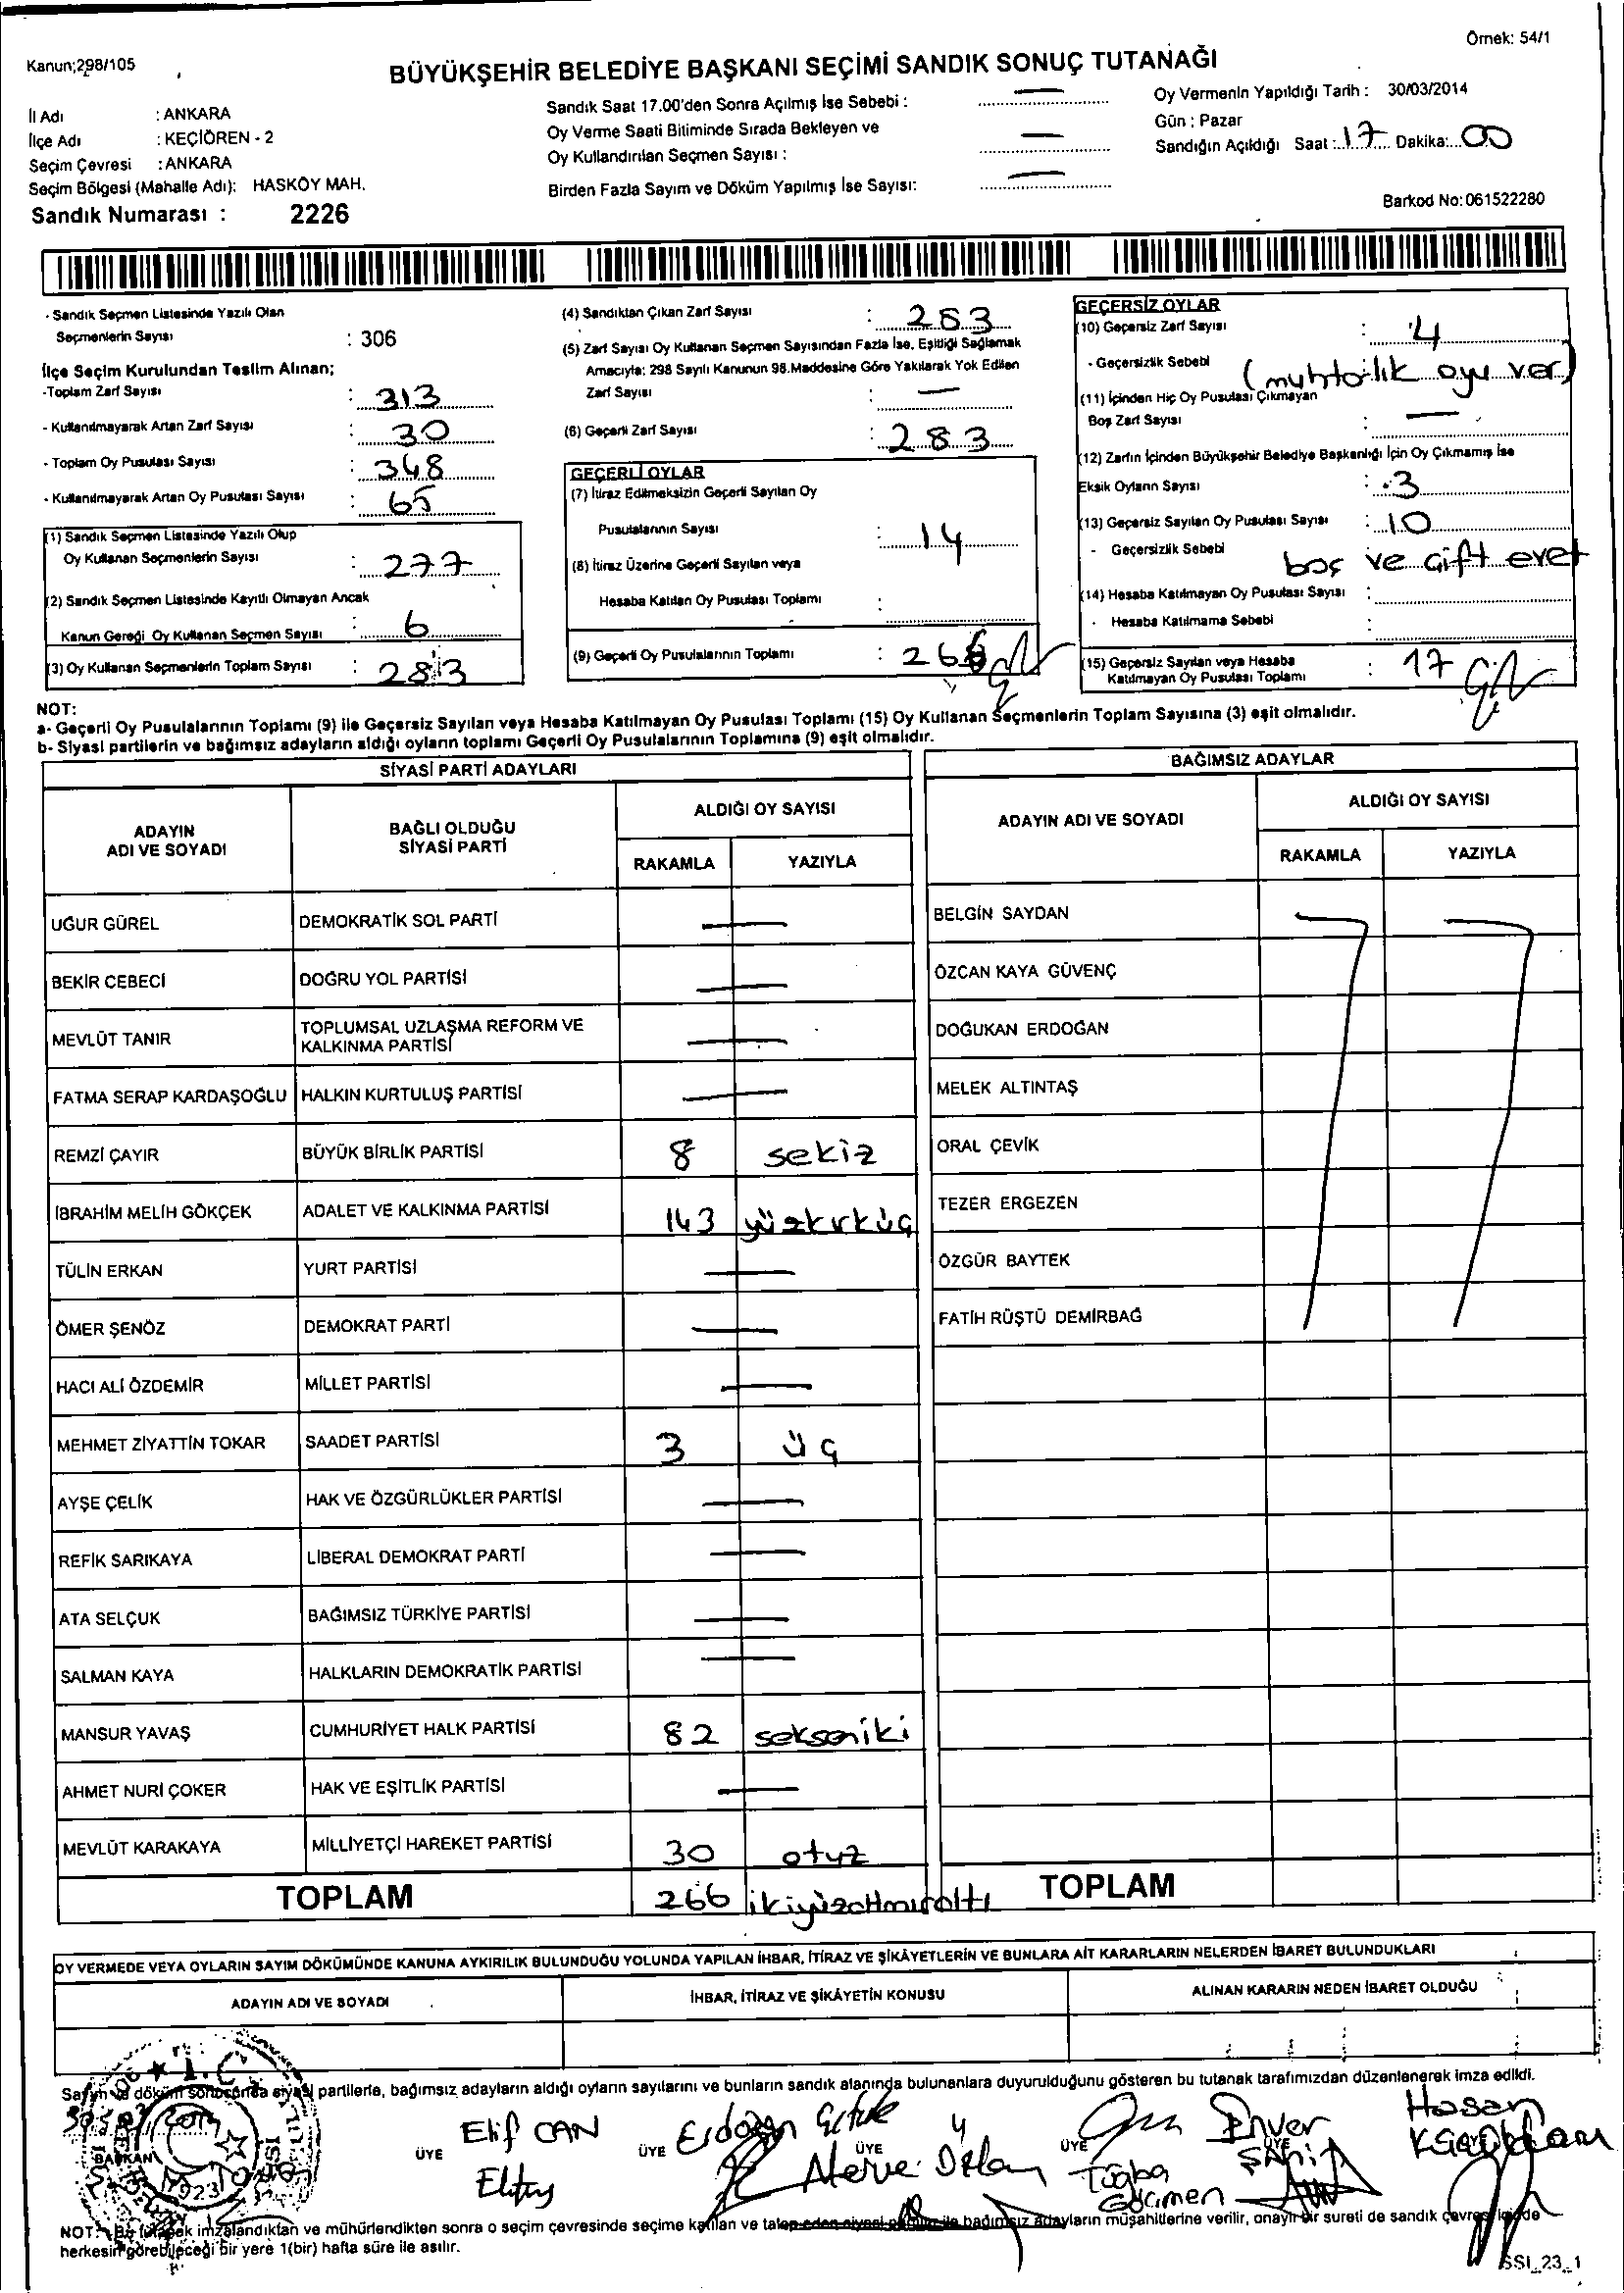 Örnek: 54/1
Kanun;298/105
BÜYÜKŞEHİR BELEDİYE BAŞKANI SEÇİMİ SANDIK SONUÇ TUTANAĞI
İl Adı : ANKARA
İlçe Adı : KEÇİÖREN - 2
Seçim Çevresi : ANKARA
Seçim Bölgesi (Mahalle Adı): HASKÖY MAH.
Sandık Numarası : 2226
Sandık Saat 17.00'den Sonra Açılmış İse Sebebi : —
Oy Verme Saati Bitiminde Sırada Bekleyen ve
Oy Kullandırılan Seçmen Sayısı : —
Birden Fazla Sayım ve Döküm Yapılmış İse Sayısı: —
Oy Vermenin Yapıldığı Tarih : 30/03/2014
Gün : Pazar
Sandığın Açıldığı Saat : 17 Dakika: 00
Barkod No: 061522280
- Sandık Seçmen Listesinde Yazılı Olan
Seçmenlerin Sayısı : 306
İlçe Seçim Kurulundan Teslim Alınan;
-Toplam Zarf Sayısı : 313
- Kullanılmayarak Artan Zarf Sayısı : 30
- Toplam Oy Pusulası Sayısı : 348
- Kullanılmayarak Artan Oy Pusulası Sayısı : 65
(1) Sandık Seçmen Listesinde Yazılı Olup
Oy Kullanan Seçmenlerin Sayısı : 277
(2) Sandık Seçmen Listesinde Kayıtlı Olmayan Ancak
Kanun Gereği Oy Kullanan Seçmen Sayısı : 6
(3) Oy Kullanan Seçmenlerin Toplam Sayısı : 283
(4) Sandıktan Çıkan Zarf Sayısı : 283
(5) Zarf Sayısı Oy Kullanan Seçmen Sayısından Fazla İse, Eşitliği Sağlamak
Amacıyla; 298 Sayılı Kanunun 98.Maddesine Göre Yakılarak Yok Edilen
Zarf Sayısı : —
(6) Geçerli Zarf Sayısı : 283
GEÇERLİ OYLAR
(7) İtiraz Edilmeksizin Geçerli Sayılan Oy
Pusulalarının Sayısı : 14
(8) İtiraz Üzerine Geçerli Sayılan veya
Hesaba Katılan Oy Pusulası Toplamı :
(9) Geçerli Oy Pusulalarının Toplamı : 266
GEÇERSİZ OYLAR
(10) Geçersiz Zarf Sayısı : 4
- Geçersizlik Sebebi (muhtarlık oyu ver)
(11) İçinden Hiç Oy Pusulası Çıkmayan
Boş Zarf Sayısı : —
(12) Zarfın İçinden Büyükşehir Belediye Başkanlığı İçin Oy Çıkmamış İse
Eksik Oyların Sayısı : 3
(13) Geçersiz Sayılan Oy Pusulası Sayısı : 10
- Geçersizlik Sebebi boş ve çift evet
(14) Hesaba Katılmayan Oy Pusulası Sayısı :
- Hesaba Katılmama Sebebi :
(15) Geçersiz Sayılan veya Hesaba
Katılmayan Oy Pusulası Toplamı : 17
NOT:
a- Geçerli Oy Pusulalarının Toplamı (9) ile Geçersiz Sayılan veya Hesaba Katılmayan Oy Pusulası Toplamı (15) Oy Kullanan Seçmenlerin Toplam Sayısına (3) eşit olmalıdır.
b- Siyasi partilerin ve bağımsız adayların aldığı oyların toplamı Geçerli Oy Pusulalarının Toplamına (9) eşit olmalıdır.
SİYASİ PARTİ ADAYLARI
ADAYIN ADI VE SOYADI BAĞLI OLDUĞU SİYASİ PARTİ ALDIĞI OY SAYISI
RAKAMLA YAZIYLA
UĞUR GÜREL DEMOKRATİK SOL PARTİ —
BEKİR CEBECİ DOĞRU YOL PARTİSİ —
MEVLÜT TANIR TOPLUMSAL UZLAŞMA REFORM VE KALKINMA PARTİSİ —
FATMA SERAP KARDAŞOĞLU HALKIN KURTULUŞ PARTİSİ —
REMZİ ÇAYIR BÜYÜK BİRLİK PARTİSİ 8 sekiz
İBRAHİM MELİH GÖKÇEK ADALET VE KALKINMA PARTİSİ 143 yüzkırküç
TÜLİN ERKAN YURT PARTİSİ —
ÖMER ŞENÖZ DEMOKRAT PARTİ —
HACI ALİ ÖZDEMİR MİLLET PARTİSİ —
MEHMET ZİYATTİN TOKAR SAADET PARTİSİ 3 üç
AYŞE ÇELİK HAK VE ÖZGÜRLÜKLER PARTİSİ —
REFİK SARIKAYA LİBERAL DEMOKRAT PARTİ —
ATA SELÇUK BAĞIMSIZ TÜRKİYE PARTİSİ —
SALMAN KAYA HALKLARIN DEMOKRATİK PARTİSİ —
MANSUR YAVAŞ CUMHURİYET HALK PARTİSİ 82 sekseniki
AHMET NURİ ÇOKER HAK VE EŞİTLİK PARTİSİ —
MEVLÜT KARAKAYA MİLLİYETÇİ HAREKET PARTİSİ 30 otuz
TOPLAM 266 ikiyüzaltmışaltı
BAĞIMSIZ ADAYLAR
ADAYIN ADI VE SOYADI ALDIĞI OY SAYISI
RAKAMLA YAZIYLA
BELGİN SAYDAN
ÖZCAN KAYA GÜVENÇ
DOĞUKAN ERDOĞAN
MELEK ALTINTAŞ
ORAL ÇEVİK
TEZER ERGEZEN
ÖZGÜR BAYTEK
FATİH RÜŞTÜ DEMİRBAĞ
TOPLAM
OY VERMEDE VEYA OYLARIN SAYIM DÖKÜMÜNDE KANUNA AYKIRILIK BULUNDUĞU YOLUNDA YAPILAN İHBAR, İTİRAZ VE ŞİKÂYETLERİN VE BUNLARA AİT KARARLARIN NELERDEN İBARET BULUNDUKLARI
ADAYIN ADI VE SOYADI İHBAR, İTİRAZ VE ŞİKÂYETİN KONUSU ALINAN KARARIN NEDEN İBARET OLDUĞU
Sayım ve döküm sonucunda siyasi partilerle, bağımsız adayların aldığı oyların sayılarını ve bunların sandık alanında bulunanlara duyurulduğunu gösteren bu tutanak tarafımızdan düzenlenerek imza edildi.
T.C.
BAŞKAN
1923
ÜYE Elif CAN
ÜYE Erdoğan
ÜYE Merve
ÜYE Tuğba Göçmen
ÜYE Enver Şahin
Hasan
NOT: Bu tutanak imzalandıktan ve mühürlendikten sonra o seçim çevresinde seçime katılan ve talep eden siyasi partiler ile bağımsız adayların müşahitlerine verilir, onaylı bir sureti de sandık çevresinde
herkesin görebileceği bir yere 1(bir) hafta süre ile asılır.
SSI_23_1